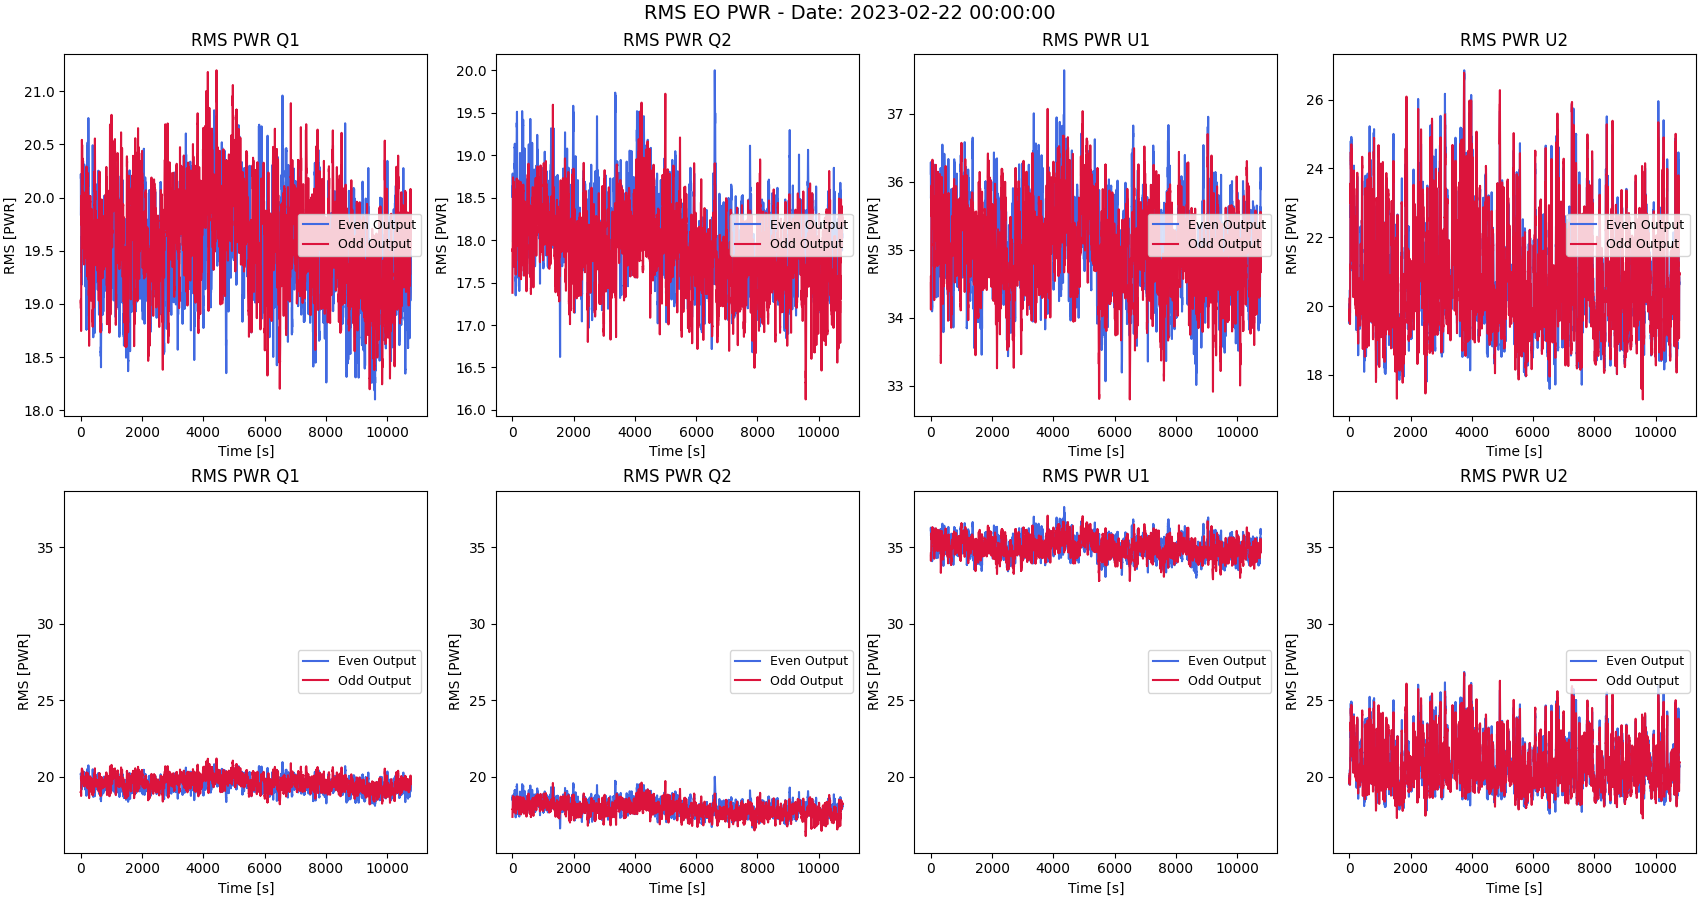 RMS EO PWR - Date: 2023-02-22 00:00:00
RMS PWR Q1
RMS [PWR]
21.0
20.5
20.0
19.5
19.0
18.5
18.0
Even Output
Odd Output
0 2000 4000 6000 8000 10000
Time [s]
RMS PWR Q2
RMS [PWR]
20.0
19.5
19.0
18.5
18.0
17.5
17.0
16.5
16.0
Even Output
Odd Output
0 2000 4000 6000 8000 10000
Time [s]
RMS PWR U1
RMS [PWR]
37
36
35
34
33
Even Output
Odd Output
0 2000 4000 6000 8000 10000
Time [s]
RMS PWR U2
RMS [PWR]
26
24
22
20
18
Even Output
Odd Output
0 2000 4000 6000 8000 10000
Time [s]
RMS PWR Q1
RMS [PWR]
35
30
25
20
Even Output
Odd Output
0 2000 4000 6000 8000 10000
Time [s]
RMS PWR Q2
RMS [PWR]
35
30
25
20
Even Output
Odd Output
0 2000 4000 6000 8000 10000
Time [s]
RMS PWR U1
RMS [PWR]
35
30
25
20
Even Output
Odd Output
0 2000 4000 6000 8000 10000
Time [s]
RMS PWR U2
RMS [PWR]
35
30
25
20
Even Output
Odd Output
0 2000 4000 6000 8000 10000
Time [s]